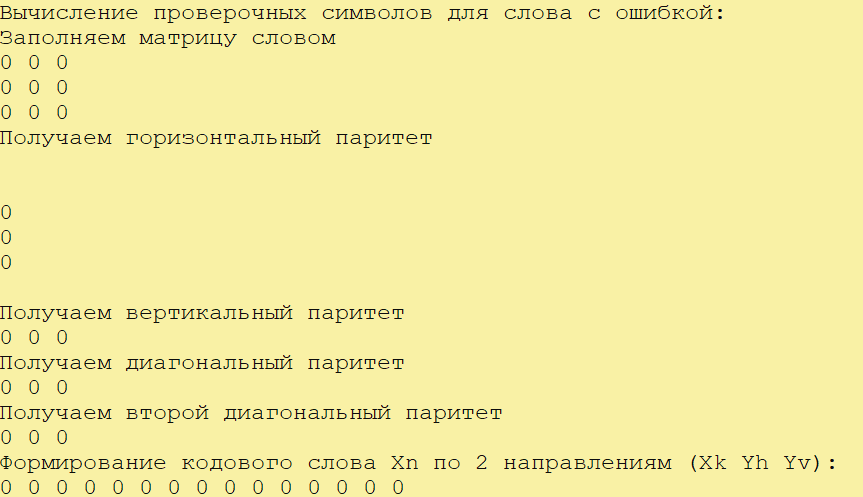 Вычисление проверочных символов для слова с ошибкой:
Заполняем матрицу словом
0 0 0
0 0 0
0 0 0
Получаем горизонтальный паритет
0
0
0
Получаем вертикальный паритет
0 0 0
Получаем диагональный паритет
0 0 0
Получаем второй диагональный паритет
0 0 0
Формирование кодового слова Xn по 2 направлениям (Xk Yh Yv):
0 0 0 0 0 0 0 0 0 0 0 0 0 0 0